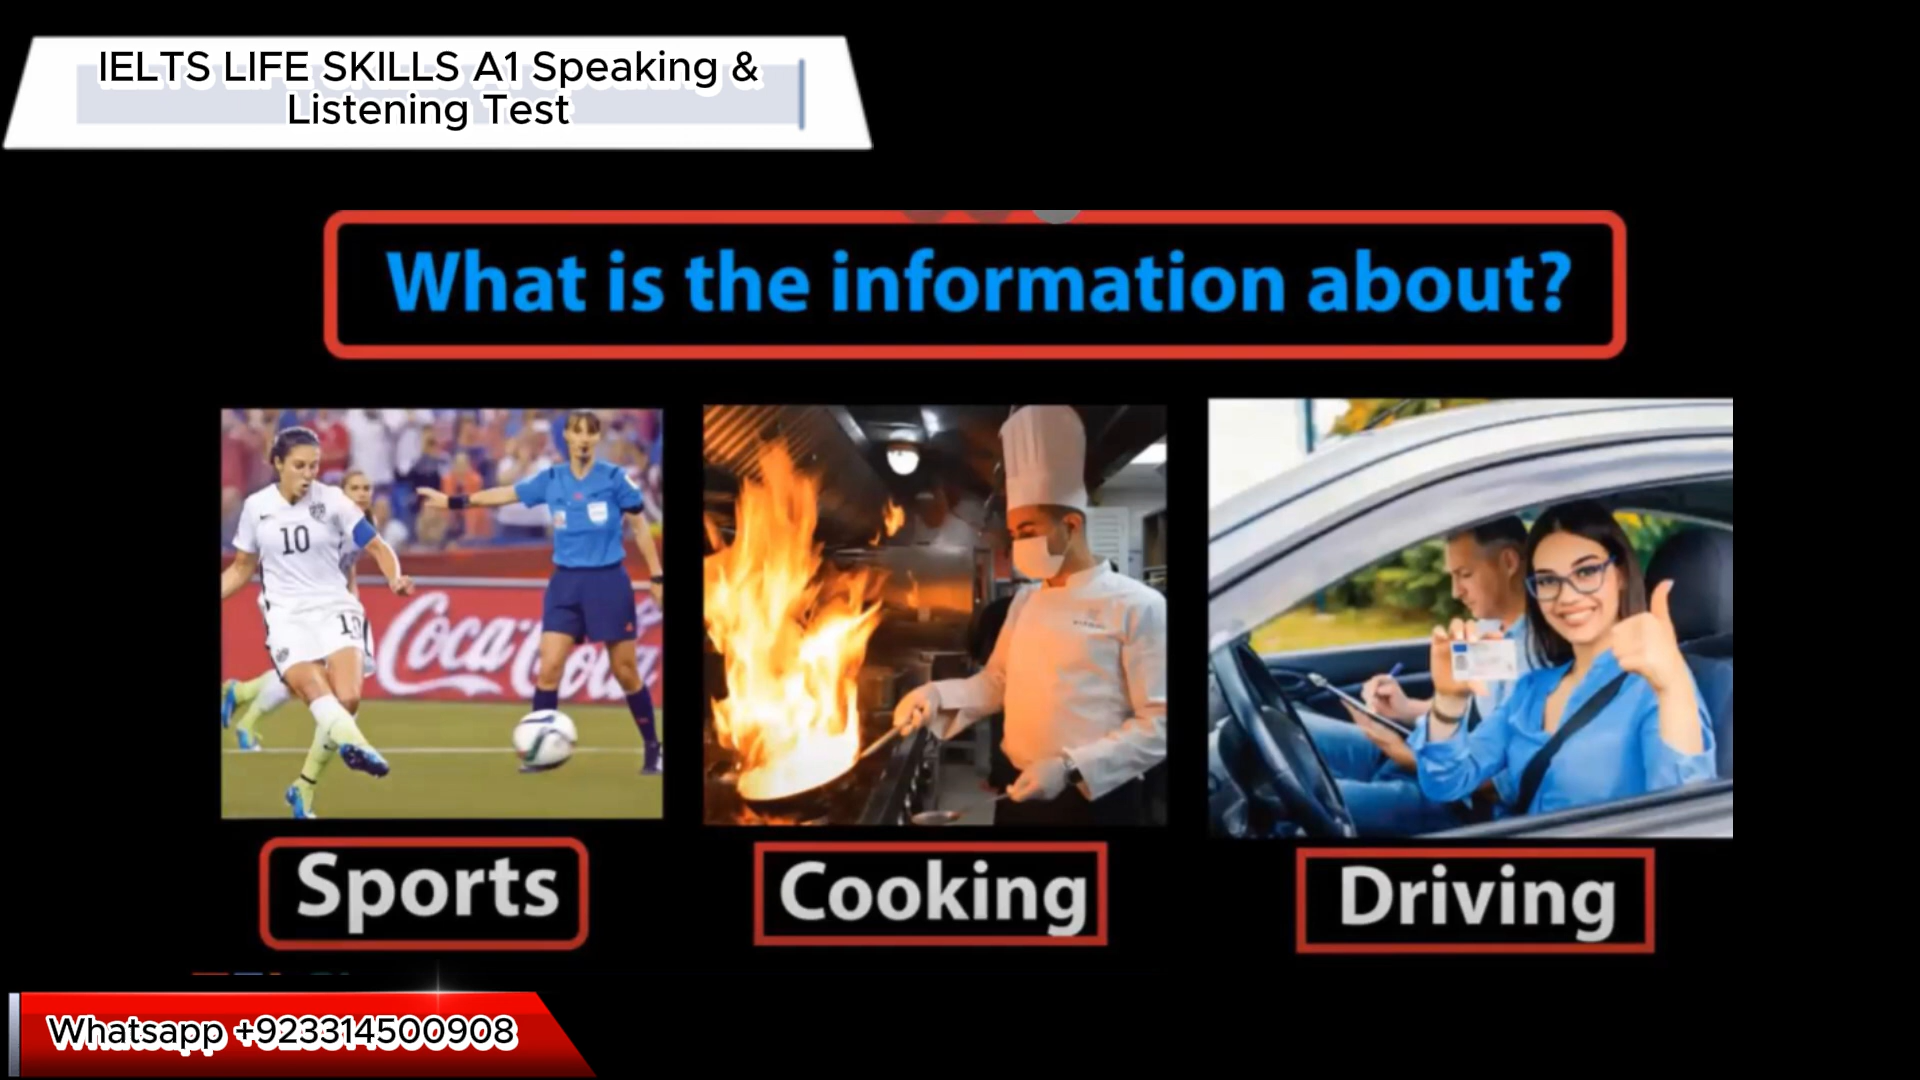 IELTS LIFE SKILLS A1 Speaking &
Listening Test
What is the information about?
10
10
Coca-Cola
Sports
Cooking
Driving
Whatsapp +923314500908